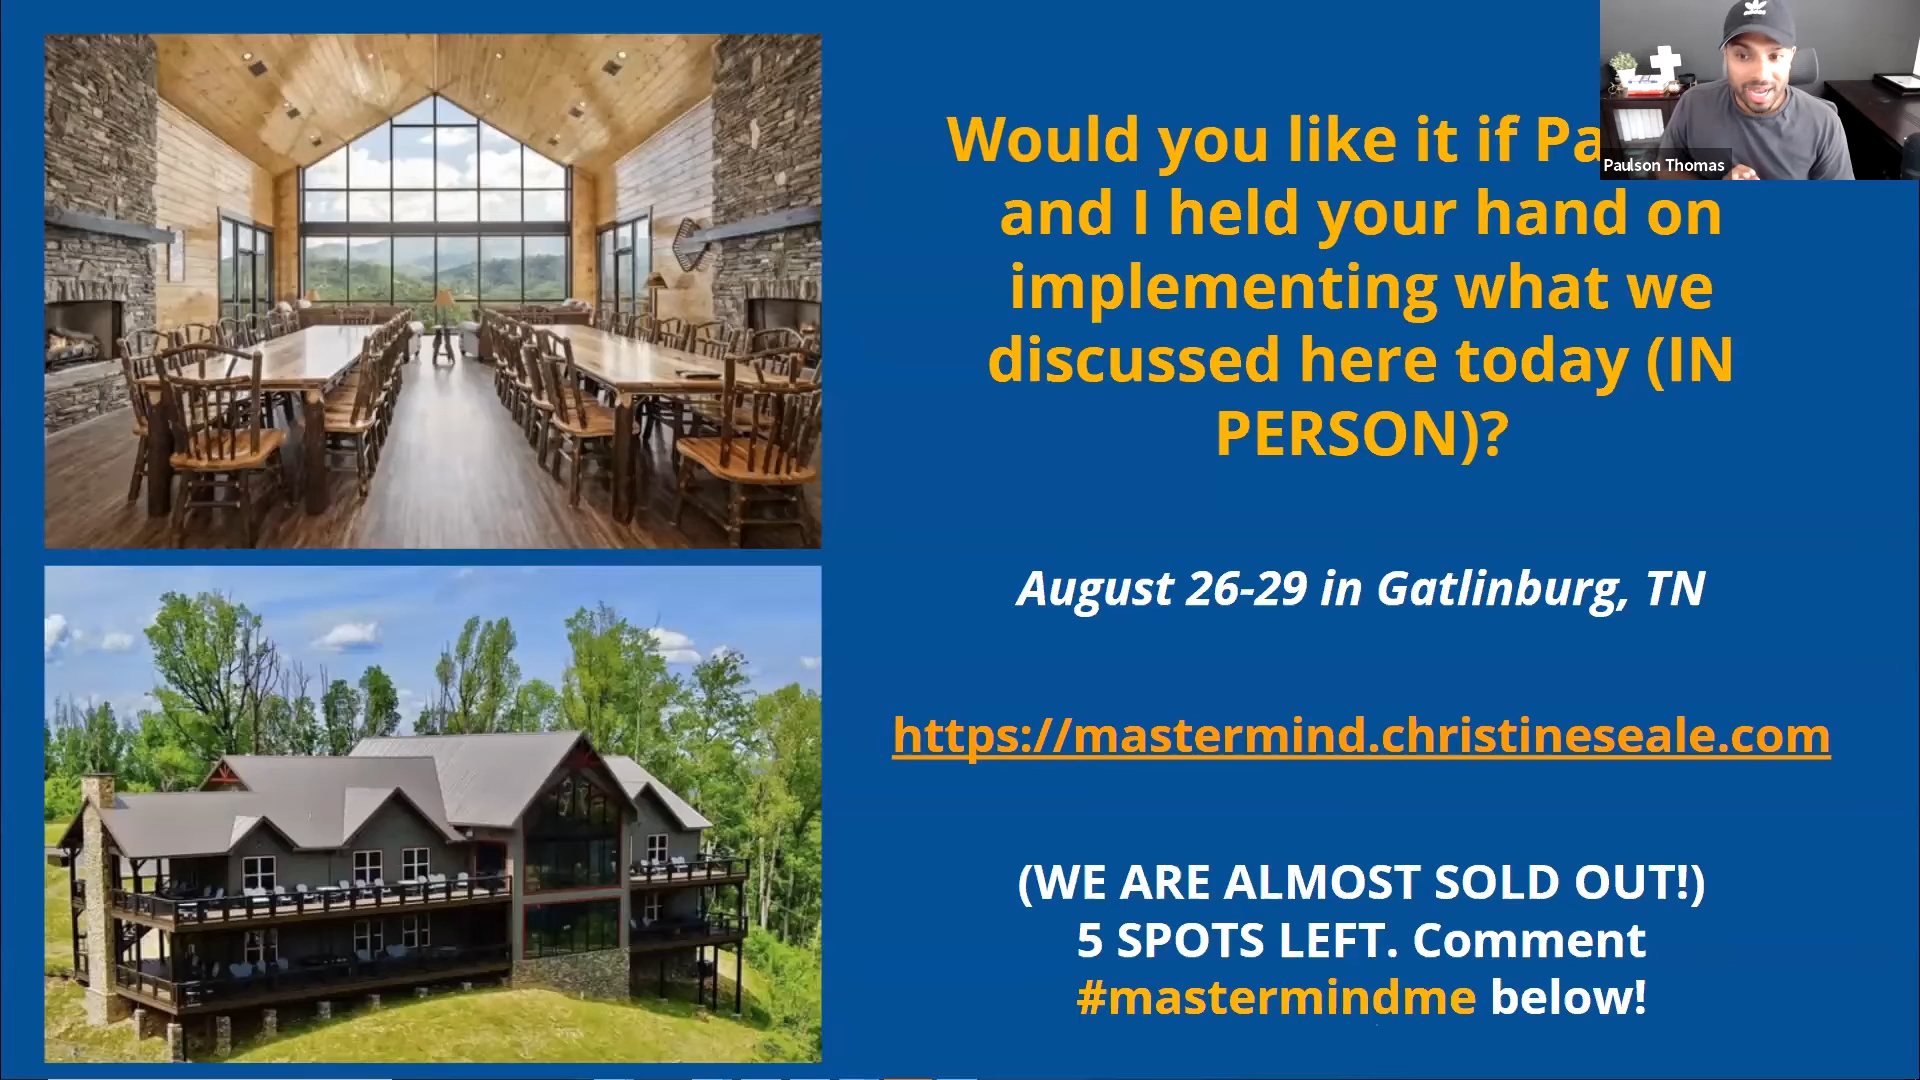 Would you like it if Pa
and I held your hand on
implementing what we
discussed here today (IN
PERSON)?
Paulson Thomas
August 26-29 in Gatlinburg, TN
https://mastermind.christineseale.com
(WE ARE ALMOST SOLD OUT!)
5 SPOTS LEFT. Comment
#mastermindme below!